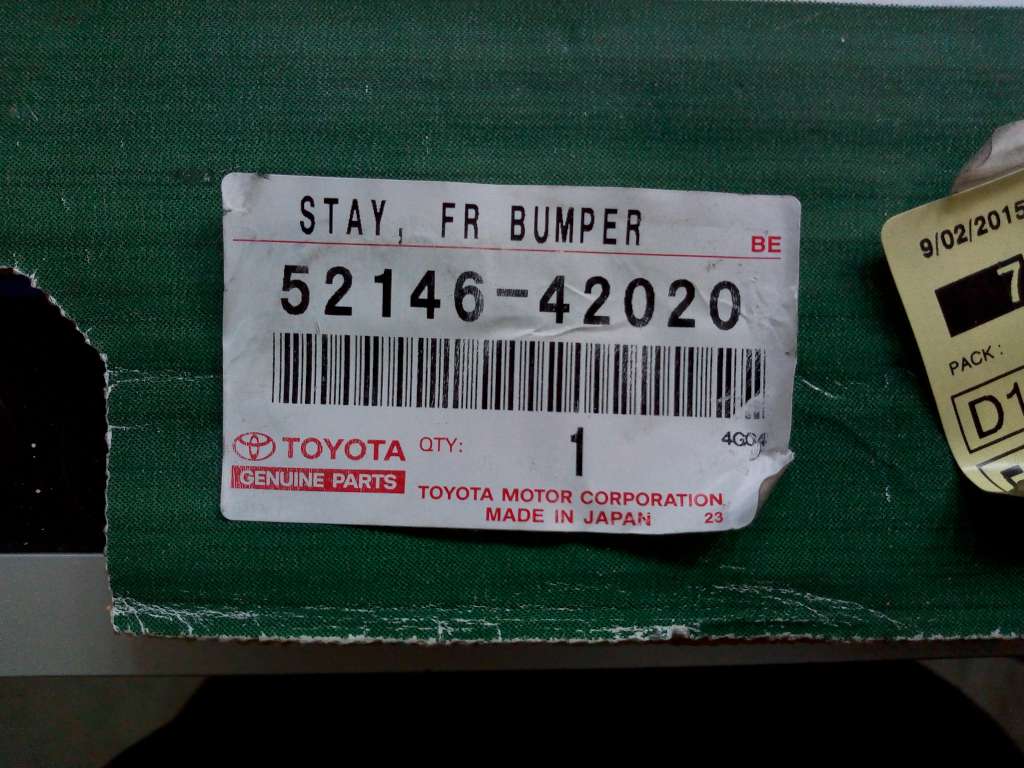 STAY, FR BUMPER
BE
52146-42020
TOYOTA QTY: 1 4G04
GENUINE PARTS
TOYOTA MOTOR CORPORATION
MADE IN JAPAN 23
9/02/2015
7
PACK:
D1